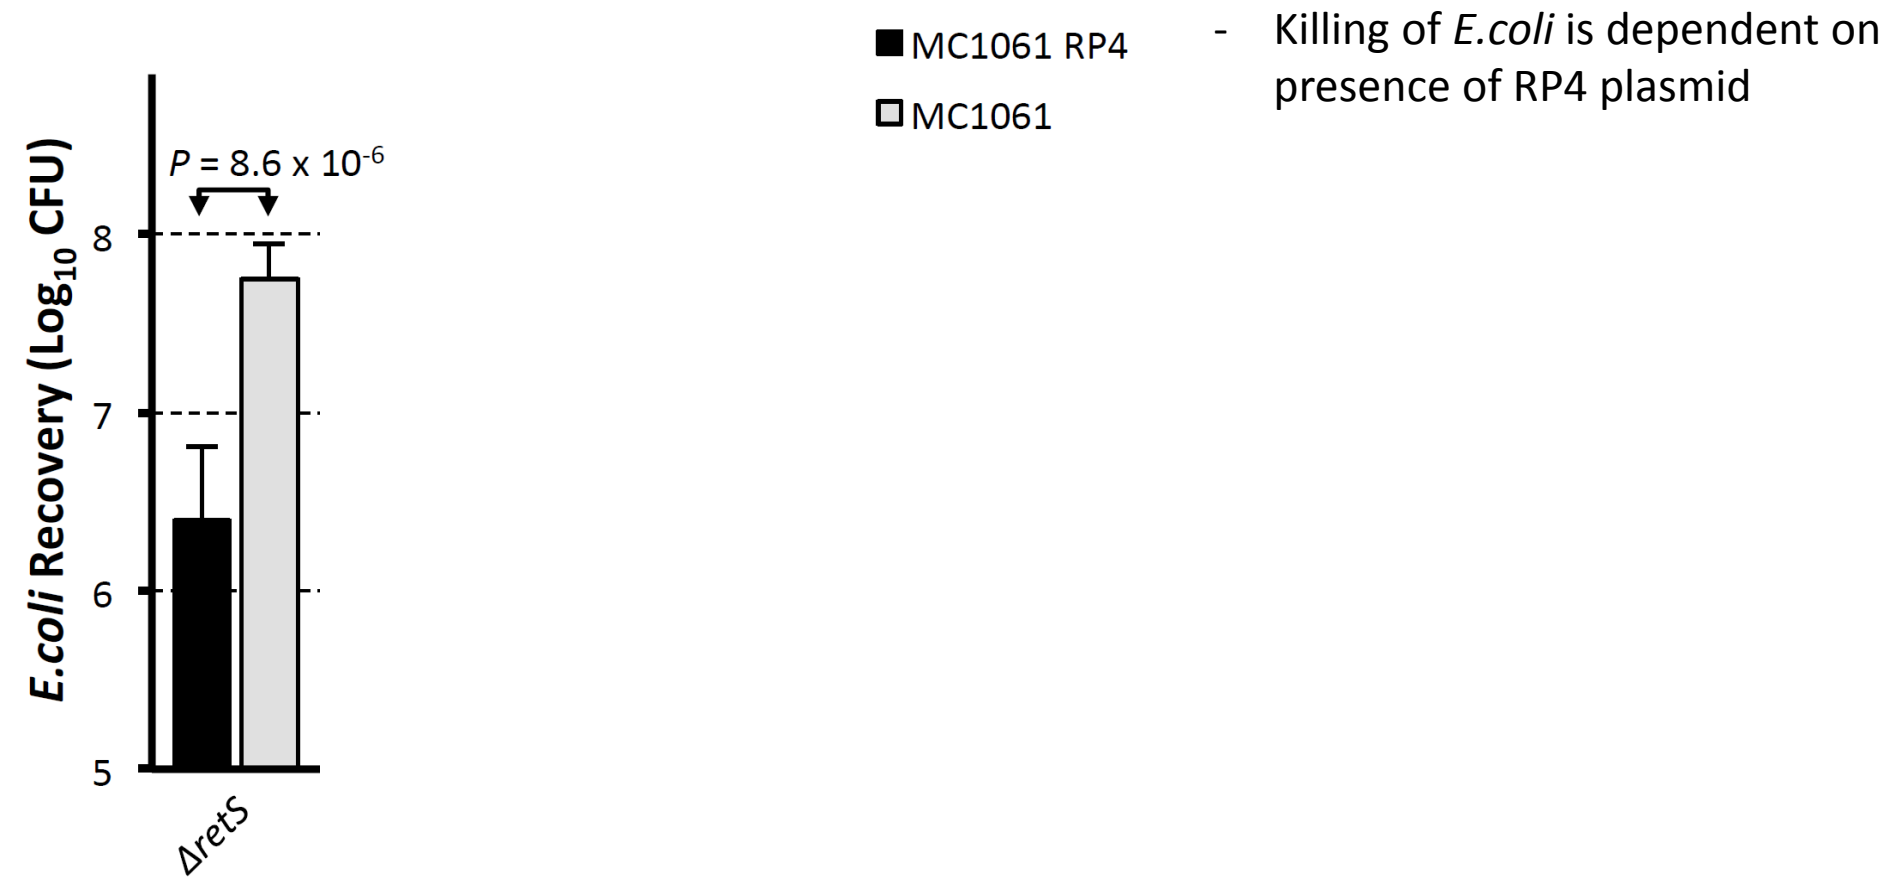 MC1061 RP4
MC1061
- Killing of E.coli is dependent on
presence of RP4 plasmid
P = 8.6 x 10⁻⁶
E.coli Recovery (Log₁₀ CFU)
8
7
6
5
ΔretS